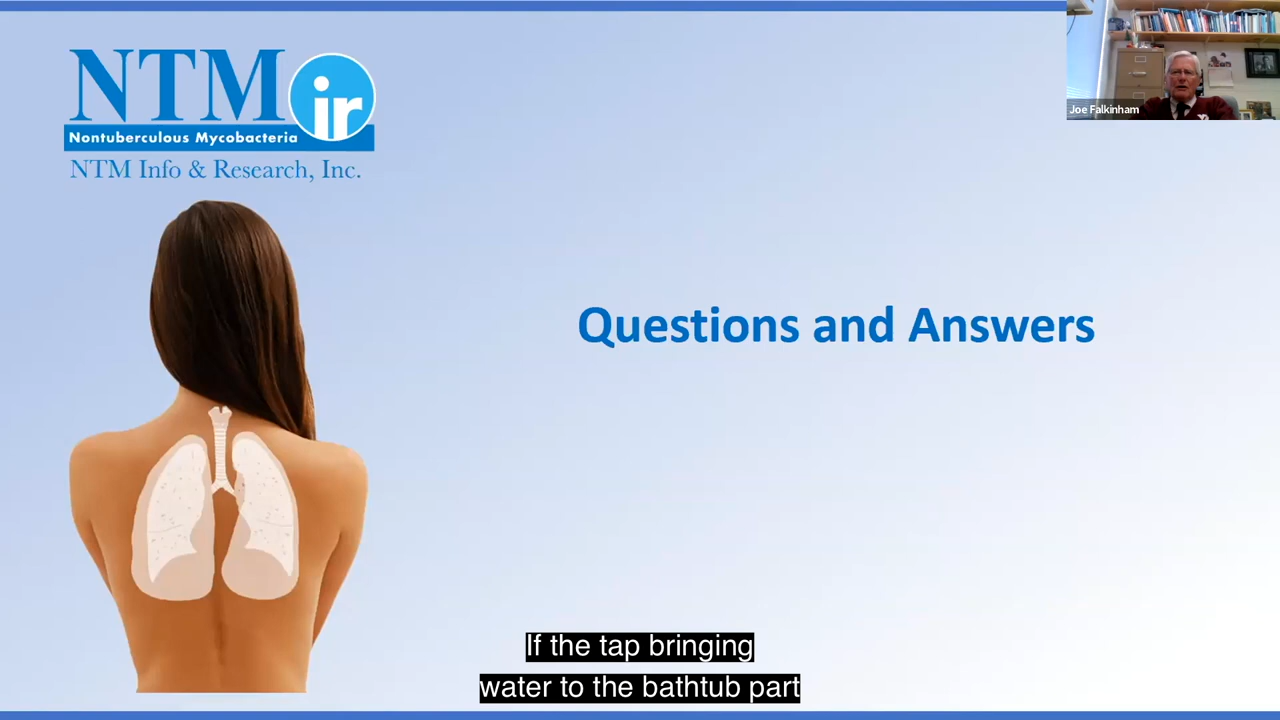 NTM
ir
Nontuberculous Mycobacteria
NTM Info & Research, Inc.
Joe Falkinham
Questions and Answers
If the tap bringing
water to the bathtub part